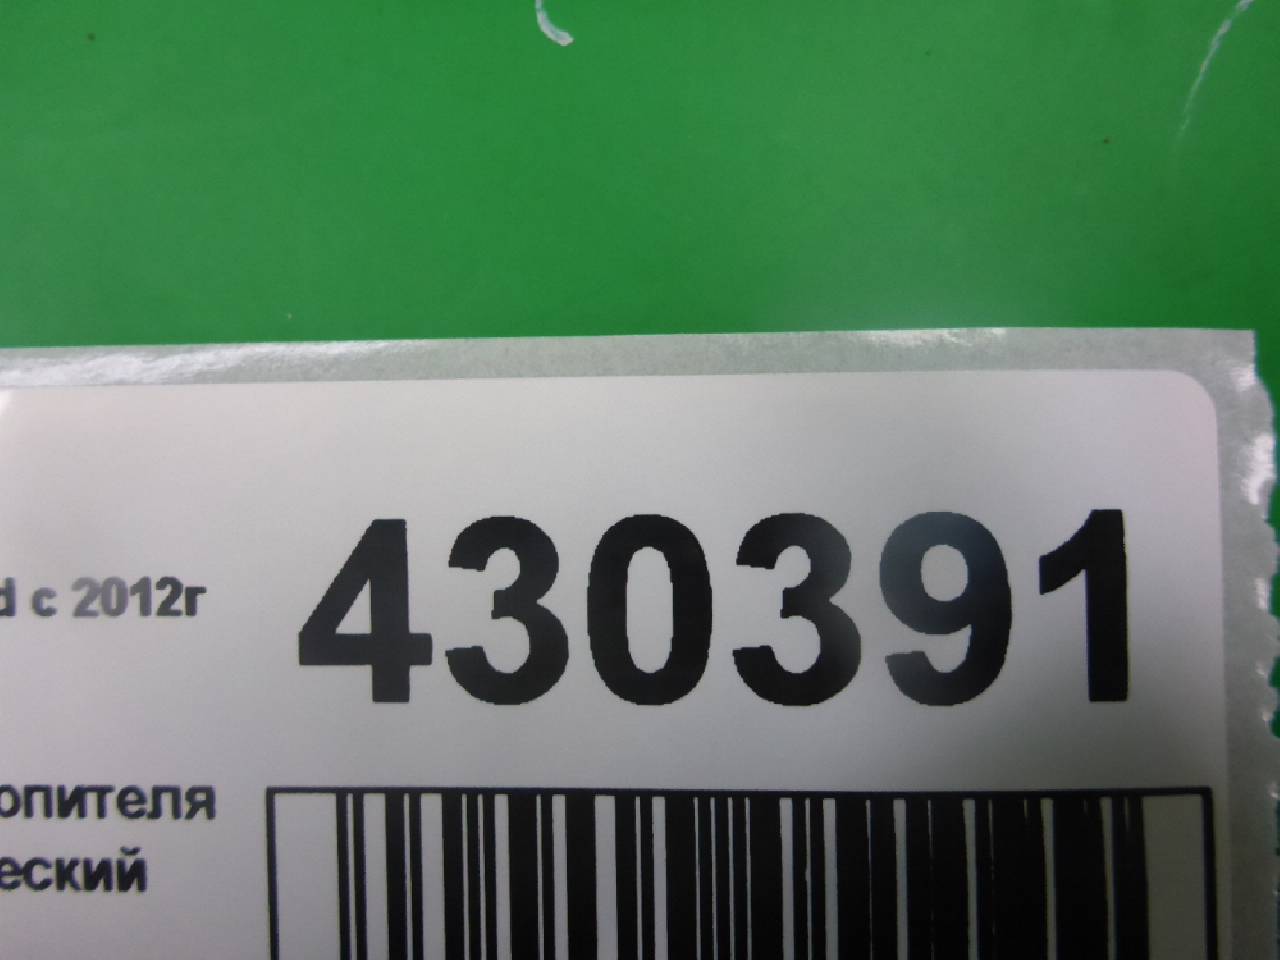 430391
d с 2012г
опителя
еский